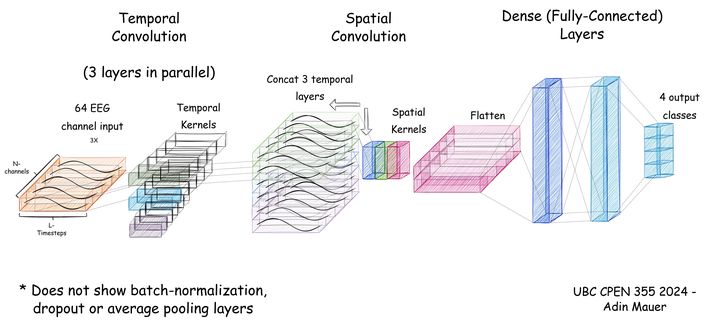 Temporal
Convolution
Spatial
Convolution
Dense (Fully-Connected)
Layers
(3 layers in parallel)
64 EEG
channel input
3X
Temporal
Kernels
Concat 3 temporal
layers
Spatial
Kernels
Flatten
4 output
classes
N-
channels
L-
Timesteps
* Does not show batch-normalization,
dropout or average pooling layers
UBC CPEN 355 2024 -
Adin Mauer